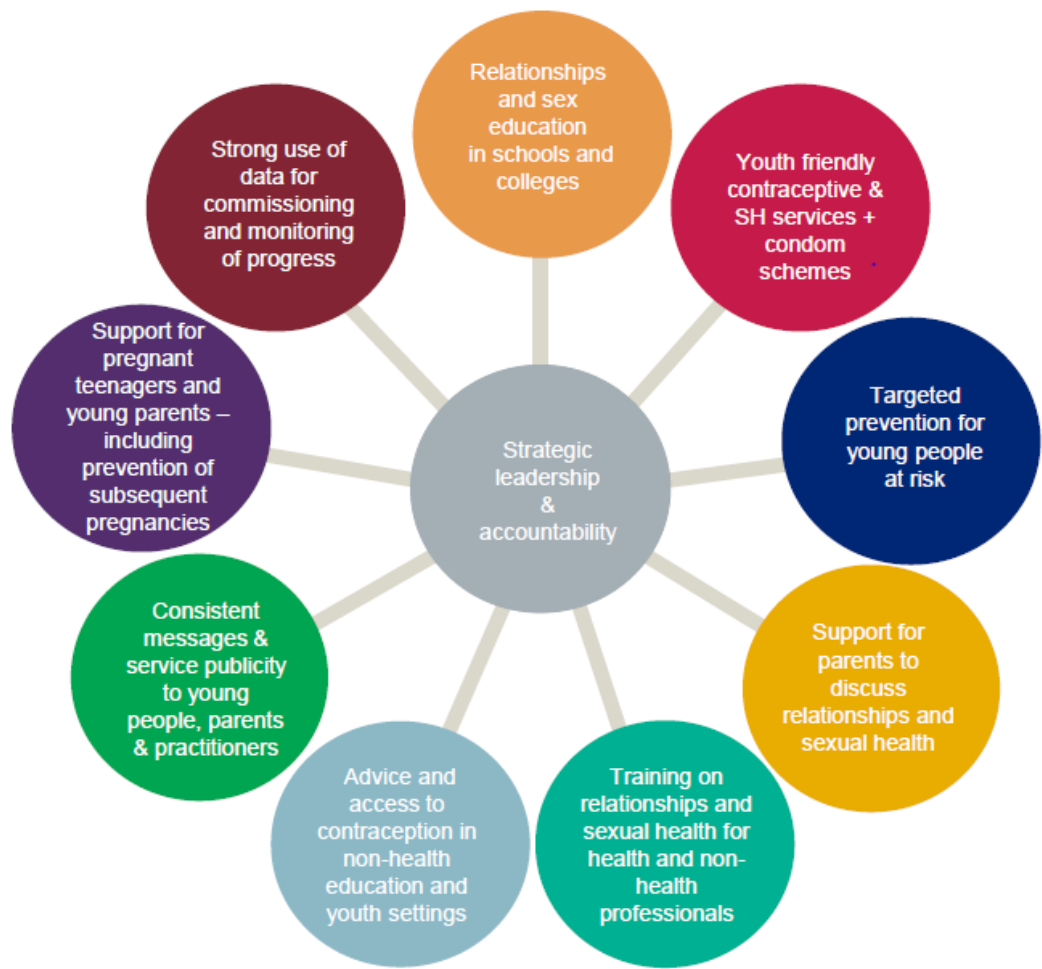 Relationships
and sex
education
in schools and
colleges
Youth friendly
contraceptive &
SH services +
condom
schemes
Targeted
prevention for
young people
at risk
Support for
parents to
discuss
relationships and
sexual health
Training on
relationships and
sexual health for
health and non-
health
professionals
Advice and
access to
contraception in
non-health
education and
youth settings
Consistent
messages &
service publicity
to young
people, parents
& practitioners
Support for
pregnant
teenagers and
young parents –
including
prevention of
subsequent
pregnancies
Strong use of
data for
commissioning
and monitoring
of progress
Strategic
leadership
&
accountability